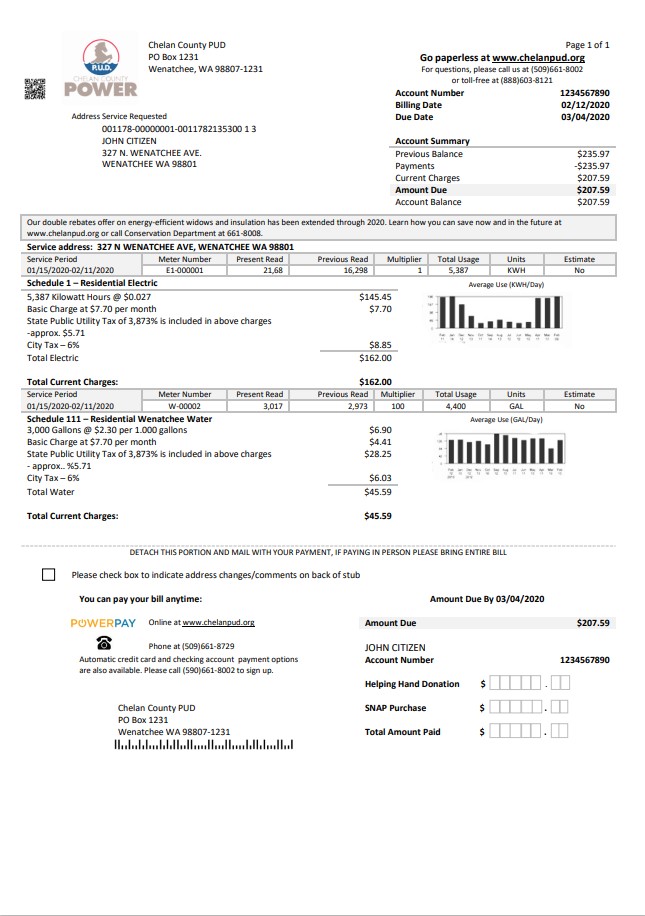 P.U.D.
CHELAN COUNTY
POWER
Chelan County PUD
PO Box 1231
Wenatchee, WA 98807-1231
Page 1 of 1
Go paperless at www.chelanpud.org
For questions, please call us at (509)661-8002
or toll-free at (888)603-8121
Account Number 1234567890
Billing Date 02/12/2020
Due Date 03/04/2020
Address Service Requested
001178-00000001-0011782135300 1 3
JOHN CITIZEN
327 N. WENATCHEE AVE.
WENATCHEE WA 98801
Account Summary
Previous Balance $235.97
Payments -$235.97
Current Charges $207.59
Amount Due $207.59
Account Balance $207.59
Our double rebates offer on energy-efficient widows and insulation has been extended through 2020. Learn how you can save now and in the future at
www.chelanpud.org or call Conservation Department at 661-8008.
Service address: 327 N WENATCHEE AVE, WENATCHEE WA 98801
Service Period Meter Number Present Read Previous Read Multiplier Total Usage Units Estimate
01/15/2020-02/11/2020 E1-000001 21,68 16,298 1 5,387 KWH No
Schedule 1 – Residential Electric
Average Use (KWH/Day)
5,387 Kilowatt Hours @ $0.027 $145.45
Basic Charge at $7.70 per month $7.70
State Public Utility Tax of 3,873% is included in above charges
-approx. $5.71
City Tax – 6% $8.85
Total Electric $162.00
Total Current Charges: $162.00
Service Period Meter Number Present Read Previous Read Multiplier Total Usage Units Estimate
01/15/2020-02/11/2020 W-00002 3,017 2,973 100 4,400 GAL No
Schedule 111 – Residential Wenatchee Water
Average Use (GAL/Day)
3,000 Gallons @ $2.30 per 1.000 gallons $6.90
Basic Charge at $7.70 per month $4.41
State Public Utility Tax of 3,873% is included in above charges $28.25
- approx.. %5.71
City Tax – 6% $6.03
Total Water $45.59
Total Current Charges: $45.59
DETACH THIS PORTION AND MAIL WITH YOUR PAYMENT, IF PAYING IN PERSON PLEASE BRING ENTIRE BILL
Please check box to indicate address changes/comments on back of stub
You can pay your bill anytime:
Amount Due By 03/04/2020
POWERPAY Online at www.chelanpud.org
Amount Due $207.59
Phone at (509)661-8729
Automatic credit card and checking account payment options
are also available. Please call (590)661-8002 to sign up.
JOHN CITIZEN
Account Number 1234567890
Helping Hand Donation $ .
SNAP Purchase $ .
Total Amount Paid $ .
Chelan County PUD
PO Box 1231
Wenatchee WA 98807-1231